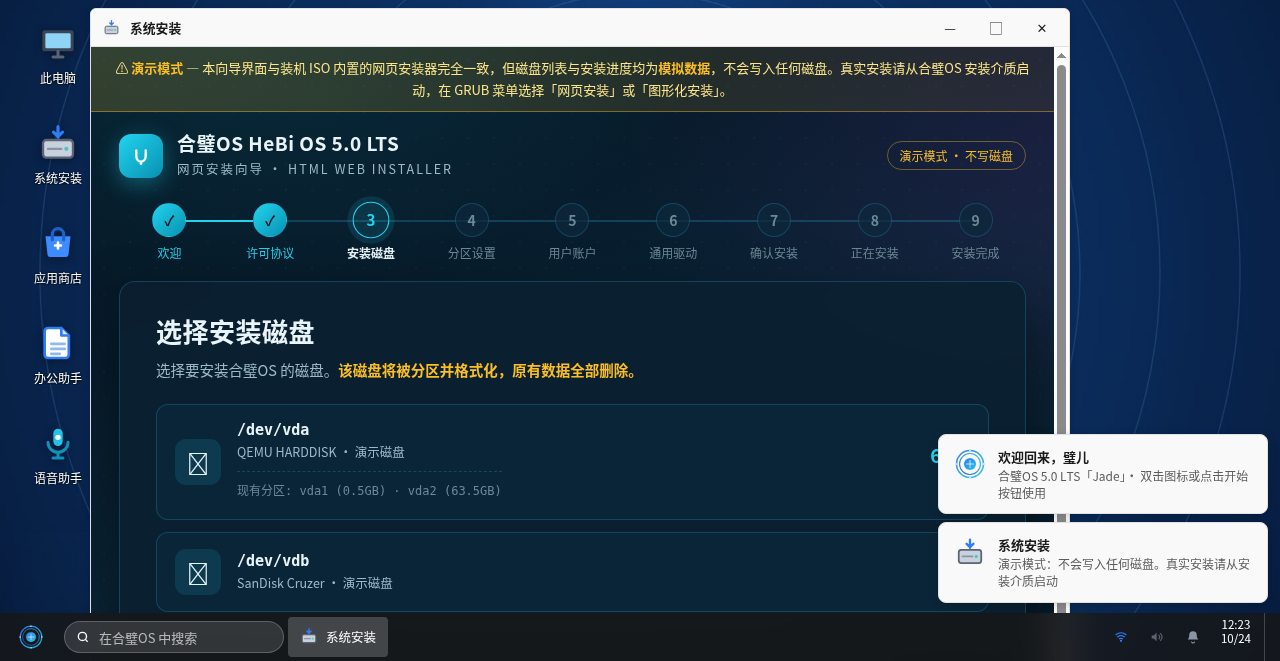 系统安装
此电脑
系统安装
应用商店
办公助手
语音助手
⚠ 演示模式 — 本向导界面与装机 ISO 内置的网页安装器完全一致，但磁盘列表与安装进度均为模拟数据，不会写入任何磁盘。真实安装请从合璧OS 安装介质启
动，在 GRUB 菜单选择「网页安装」或「图形化安装」。
合璧OS HeBi OS 5.0 LTS
网页安装向导 · HTML WEB INSTALLER
演示模式 · 不写磁盘
✓ ✓ 3 4 5 6 7 8 9
欢迎 许可协议 安装磁盘 分区设置 用户账户 通用驱动 确认安装 正在安装 安装完成
选择安装磁盘
选择要安装合璧OS 的磁盘。该磁盘将被分区并格式化，原有数据全部删除。
/dev/vda
QEMU HARDDISK · 演示磁盘
现有分区: vda1 (0.5GB) · vda2 (63.5GB)
/dev/vdb
SanDisk Cruzer · 演示磁盘
欢迎回来，璧儿
合璧OS 5.0 LTS「Jade」· 双击图标或点击开始
按钮使用
系统安装
演示模式：不会写入任何磁盘。真实安装请从安
装介质启动
在合璧OS 中搜索
系统安装
12:23
10/24